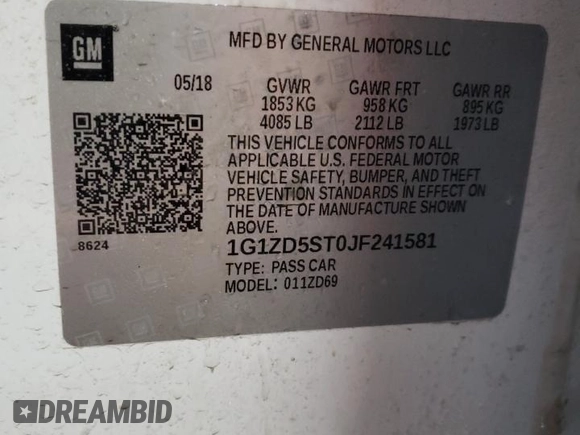 GM
MFD BY GENERAL MOTORS LLC
05/18 GVWR GAWR FRT GAWR RR
1853 KG 958 KG 895 KG
4085 LB 2112 LB 1973 LB
THIS VEHICLE CONFORMS TO ALL
APPLICABLE U.S. FEDERAL MOTOR
VEHICLE SAFETY, BUMPER, AND THEFT
PREVENTION STANDARDS IN EFFECT ON
THE DATE OF MANUFACTURE SHOWN
ABOVE.
8624
1G1ZD5ST0JF241581
TYPE: PASS CAR
MODEL: 011ZD69
DREAMBID